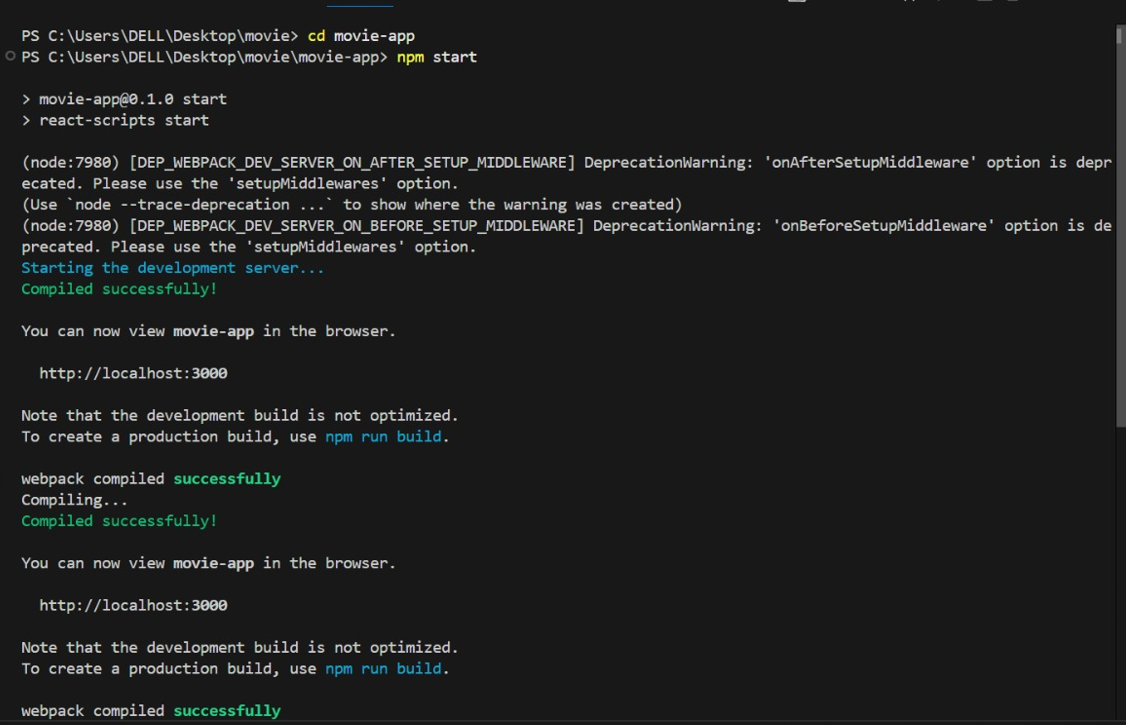 PS C:\Users\DELL\Desktop\movie> cd movie-app
PS C:\Users\DELL\Desktop\movie\movie-app> npm start
> movie-app@0.1.0 start
> react-scripts start
(node:7980) [DEP_WEBPACK_DEV_SERVER_ON_AFTER_SETUP_MIDDLEWARE] DeprecationWarning: 'onAfterSetupMiddleware' option is depr
ecated. Please use the 'setupMiddlewares' option.
(Use `node --trace-deprecation ...` to show where the warning was created)
(node:7980) [DEP_WEBPACK_DEV_SERVER_ON_BEFORE_SETUP_MIDDLEWARE] DeprecationWarning: 'onBeforeSetupMiddleware' option is de
precated. Please use the 'setupMiddlewares' option.
Starting the development server...
Compiled successfully!
You can now view movie-app in the browser.
http://localhost:3000
Note that the development build is not optimized.
To create a production build, use npm run build.
webpack compiled successfully
Compiling...
Compiled successfully!
You can now view movie-app in the browser.
http://localhost:3000
Note that the development build is not optimized.
To create a production build, use npm run build.
webpack compiled successfully